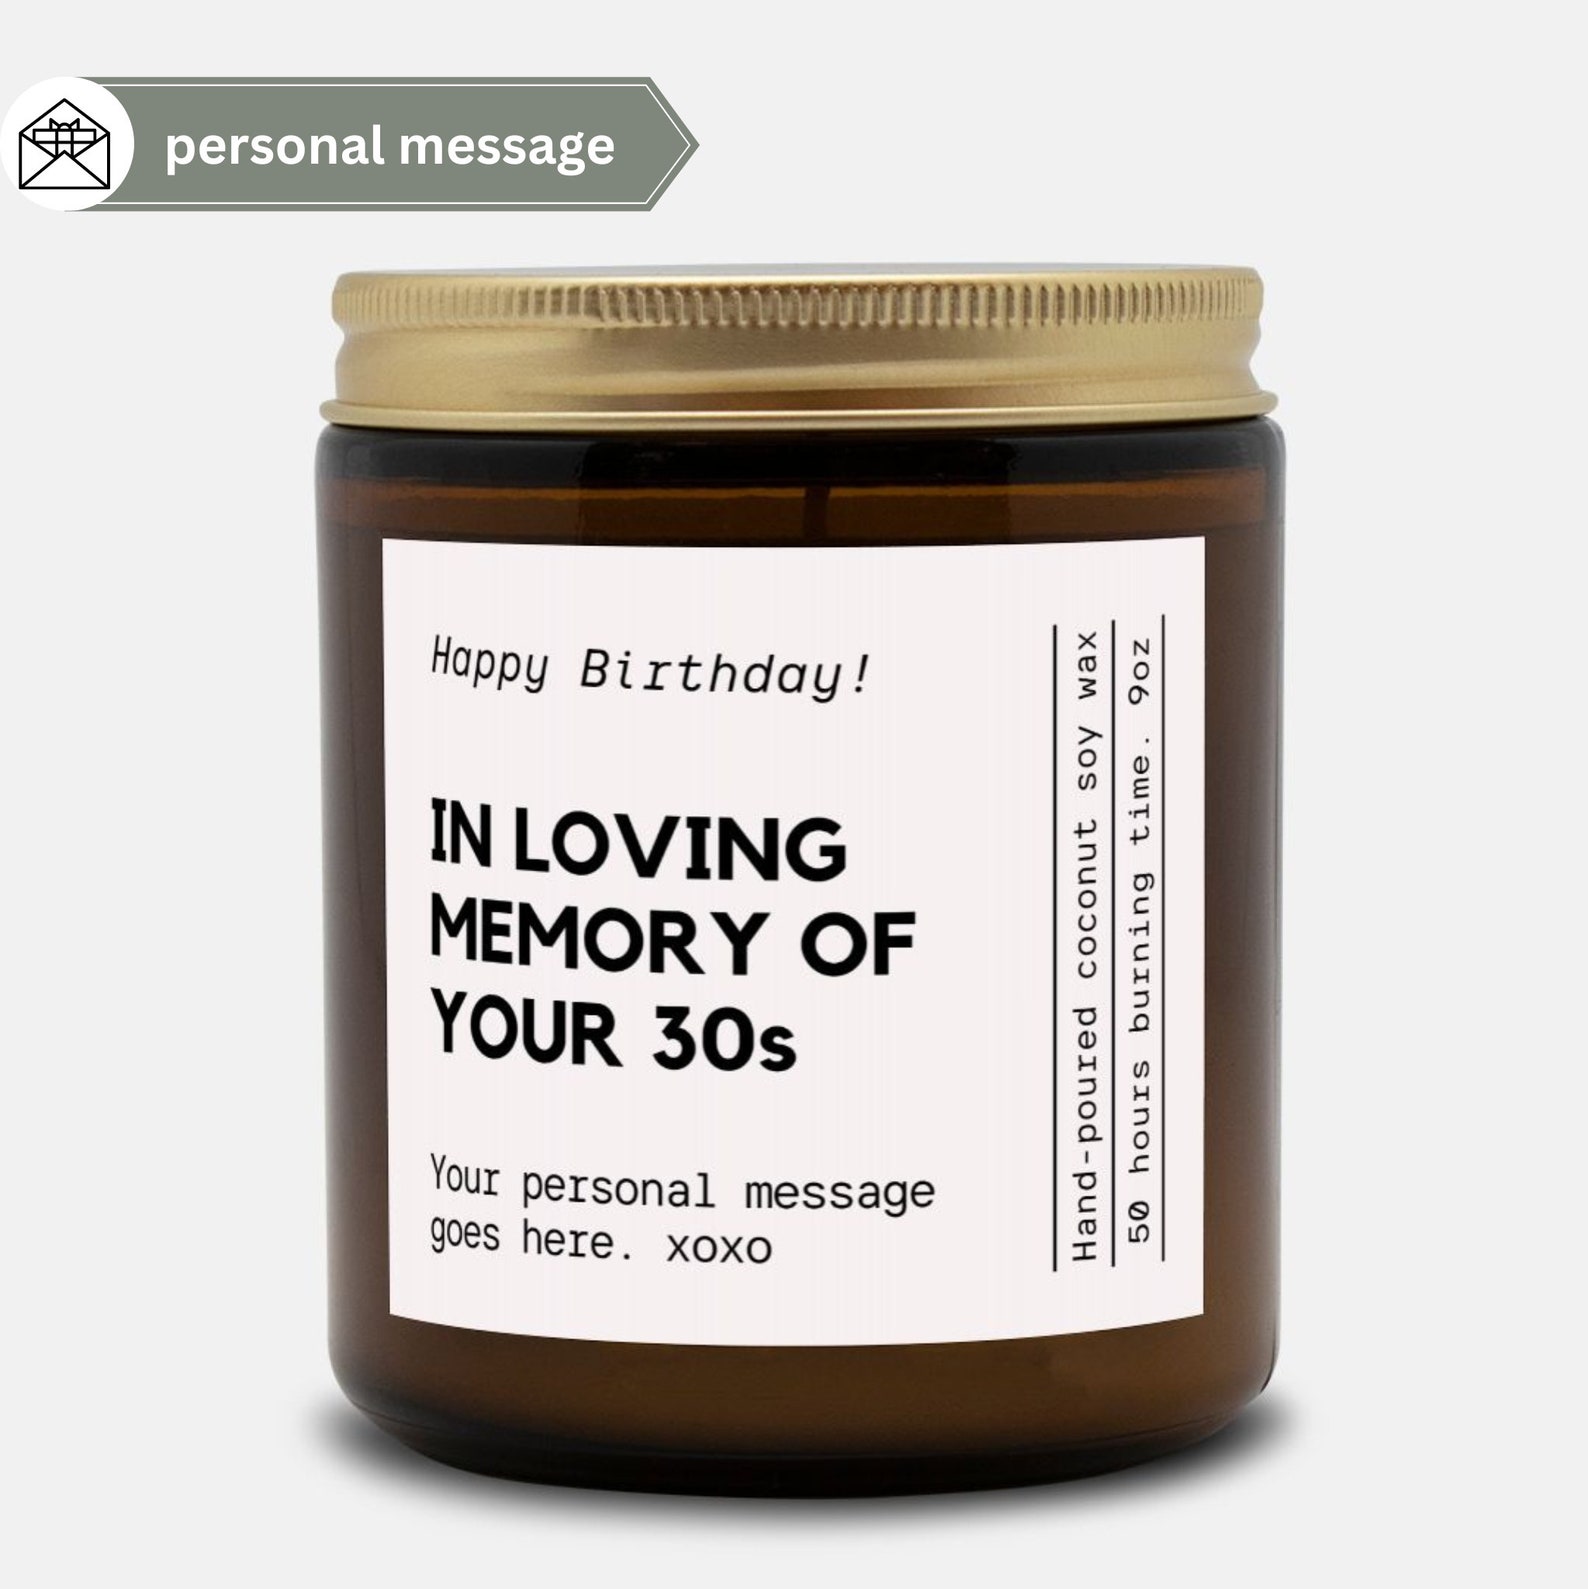 personal message
Happy Birthday!
IN LOVING
MEMORY OF
YOUR 30s
Your personal message
goes here. xoxo
Hand-poured coconut soy wax
50 hours burning time. 9oz